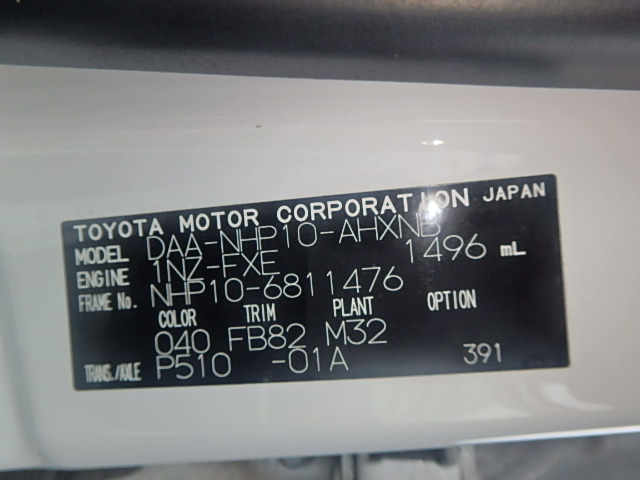 TOYOTA MOTOR CORPORATION JAPAN
MODEL DAA-NHP10-AHXNB
ENGINE 1NZ-FXE 1496 mL
FRAME No. NHP10-6811476
COLOR TRIM PLANT OPTION
040 FB82 M32
TRANS./AXLE P510 -01A 391